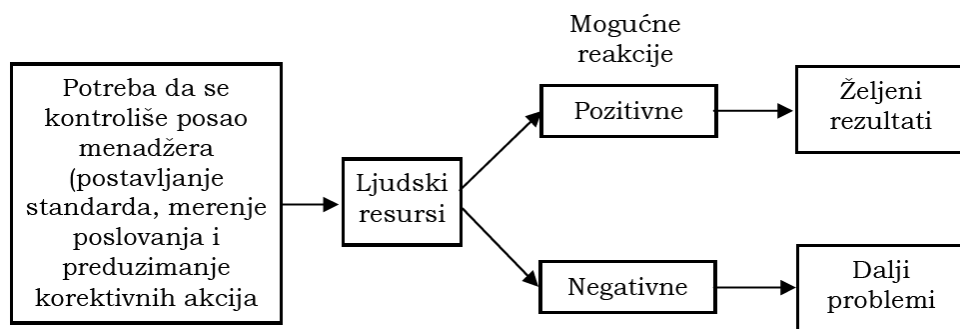 Potreba da se
kontroliše posao
menadžera
(postavljanje
standarda, merenje
poslovanja i
preduzimanje
korektivnih akcija
Ljudski
resursi
Mogućne
reakcije
Pozitivne
Željeni
rezultati
Negativne
Dalji
problemi